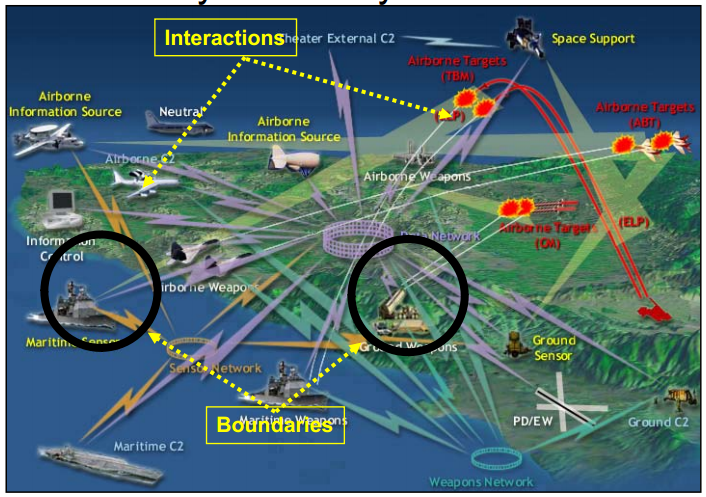 Interactions
Theater External C2
Space Support
Airborne Targets
(TBM)
Airborne
Information Source
Neutral
Airborne
Information Source
Airborne Targets
(ABT)
Airborne C2
Airborne Weapons
Information
Control
Data Network
Airborne Targets
(OA)
(ELP)
Airborne Weapons
Maritime Sensor
Sensor Network
Ground Weapons
Ground
Sensor
Boundaries
Maritime Weapons
PD/EW
Ground C2
Maritime C2
Weapons Network